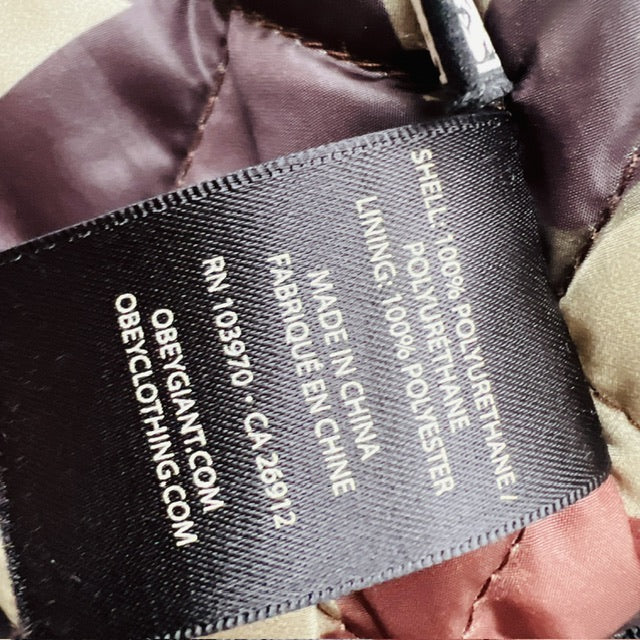 SHELL: 100% POLYURETHANE /
POLYURETHANE
LINING: 100% POLYESTER
MADE IN CHINA
FABRIQUE EN CHINE
RN 103970 · CA 26912
OBEYGIANT.COM
OBEYCLOTHING.COM